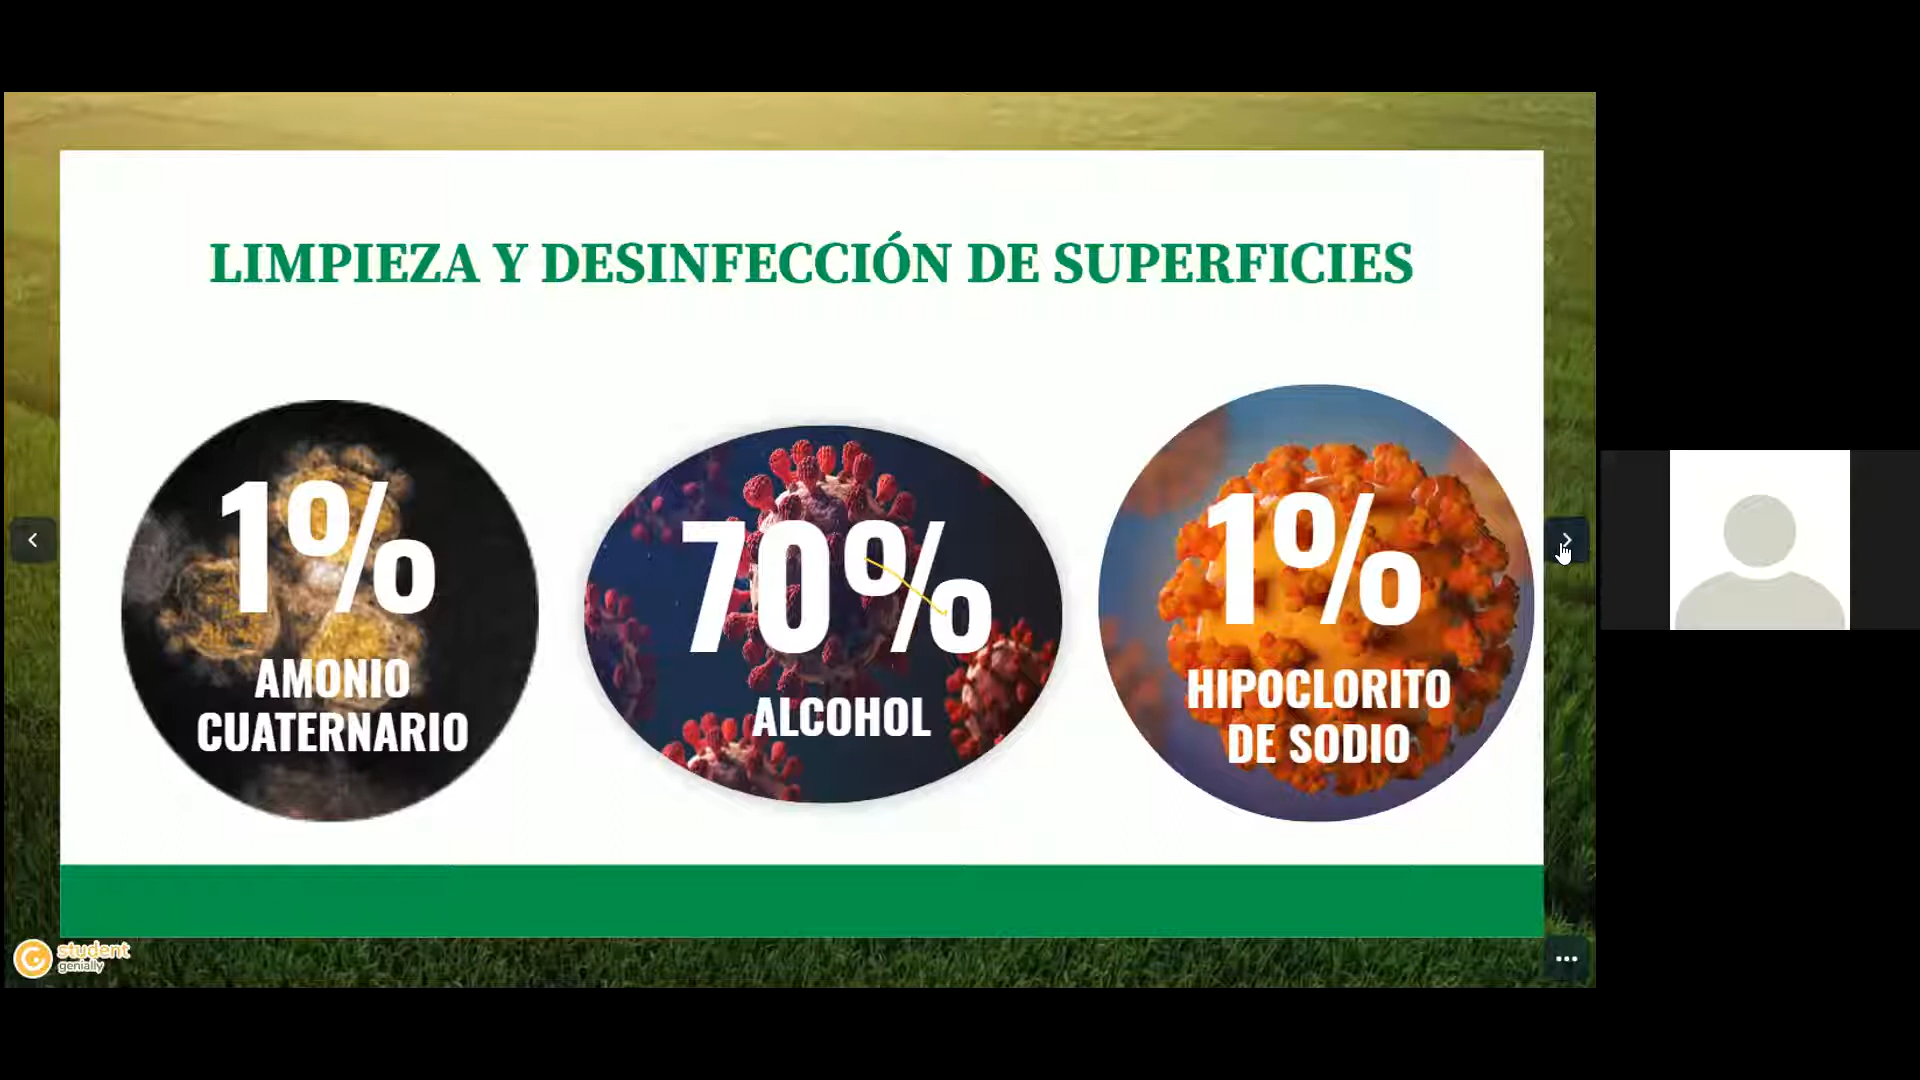 LIMPIEZA Y DESINFECCIÓN DE SUPERFICIES
1%
AMONIO
CUATERNARIO
70%
ALCOHOL
1%
HIPOCLORITO
DE SODIO
student
genially